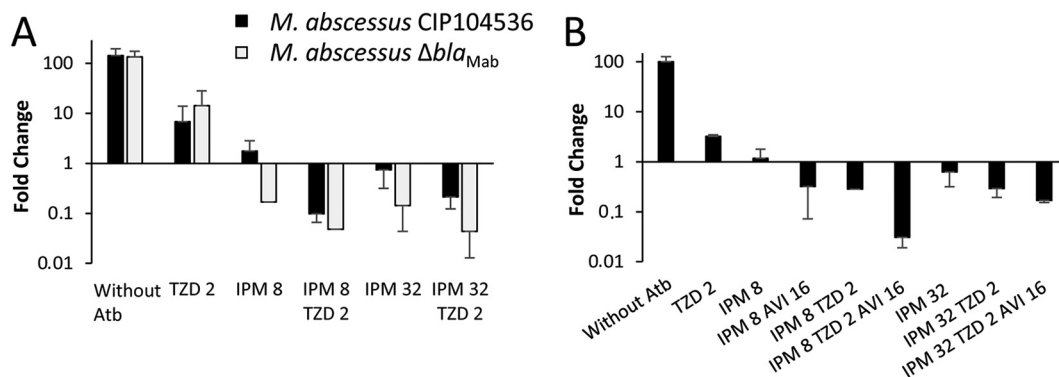 A
M. abscessus CIP104536
M. abscessus ΔblaMab
Fold Change
100
10
1
0.1
0.01
Without
Atb
TZD 2
IPM 8
IPM 8
TZD 2
IPM 32
IPM 32
TZD 2
B
Fold Change
100
10
1
0.1
0.01
Without Atb
TZD 2
IPM 8
IPM 8 AVI 16
IPM 8 TZD 2
IPM 8 TZD 2 AVI 16
IPM 32
IPM 32 TZD 2
IPM 32 TZD 2 AVI 16